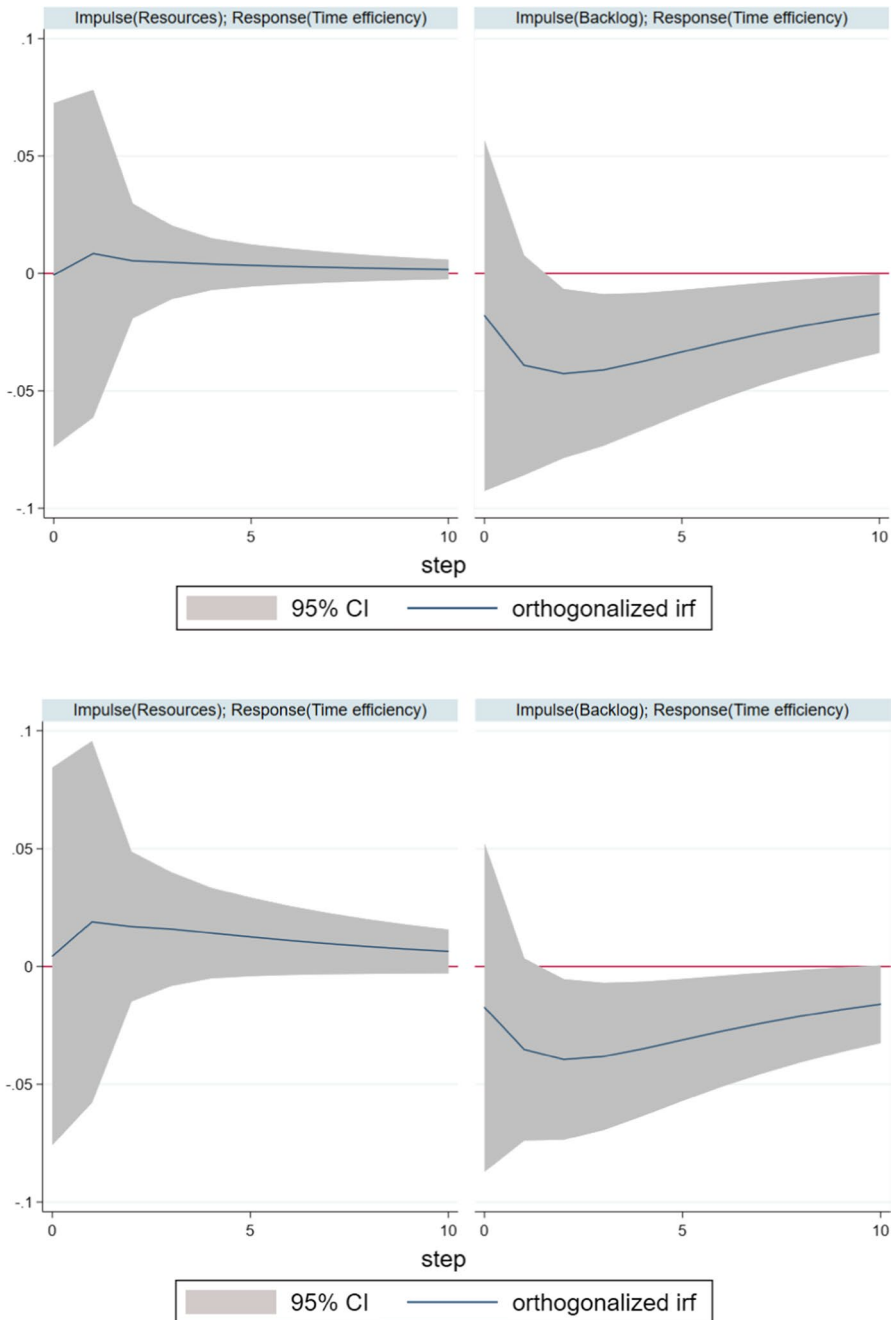 Impulse(Resources); Response(Time efficiency) Impulse(Backlog); Response(Time efficiency)
.1
.05
0
-.05
-.1
0 5 10 0 5 10
step
95% CI orthogonalized irf
Impulse(Resources); Response(Time efficiency) Impulse(Backlog); Response(Time efficiency)
.1
.05
0
-.05
-.1
0 5 10 0 5 10
step
95% CI orthogonalized irf